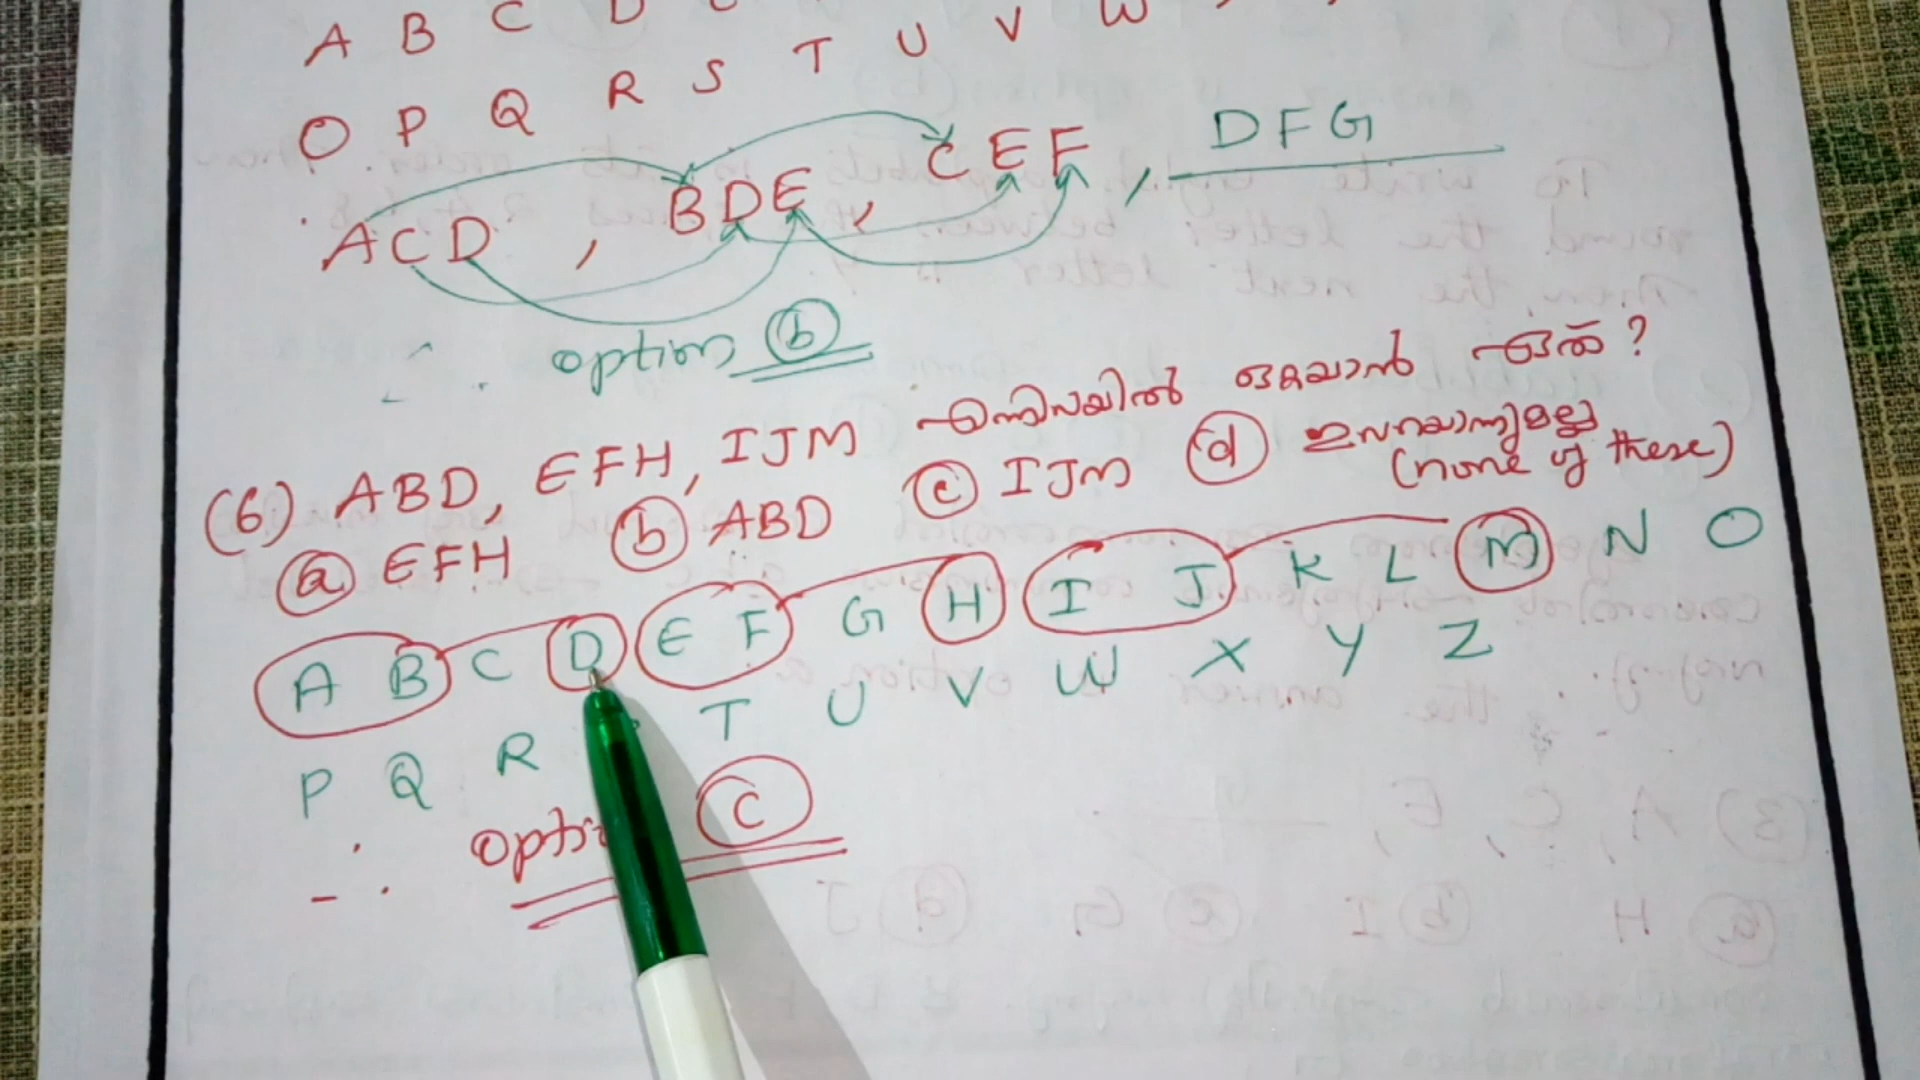 A B C D
O P Q R S T U V W
ACD, BDE, CEF, DFG
∴ option (b)
(6) ABD, EFH, IJM എന്നിവയിൽ ഒറ്റയാൻ ഏത്?
(a) EFH (b) ABD (c) IJM (d) ഇവയൊന്നുമല്ല
(none of these)
A B C D E F G H I J K L M N O
P Q R T U V W X Y Z
∴ option (C)